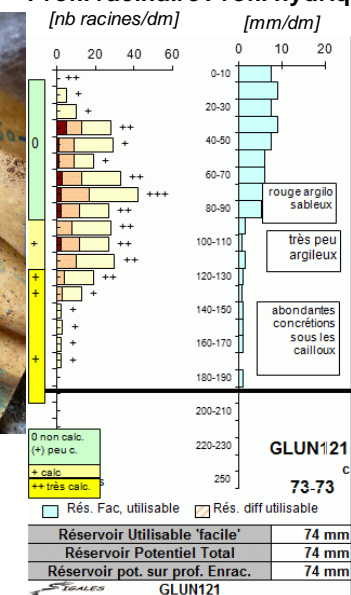 [nb racines/dm]
[mm/dm]
0 20 40 60
0 10 20
++
+
+
++
+
+
++
+++
++
++
++
++
++
+
+
+
+
+
0
+
+
+
+
0-10
20-30
40-50
60-70
80-90
100-110
120-130
140-150
160-170
180-190
200-210
220-230
250
rouge argilo
sableux
très peu
argileux
abondantes
concrétions
sous les
cailloux
0 non calc.
(+) peu c.
+ calc
++ très calc.
s
GLUN121
c
73-73
Rés. Fac, utilisable
Rés. diff utilisable
Réservoir Utilisable 'facile' 74 mm
Réservoir Potentiel Total 74 mm
Réservoir pot. sur prof. Enrac. 74 mm
SIGALES
GLUN121